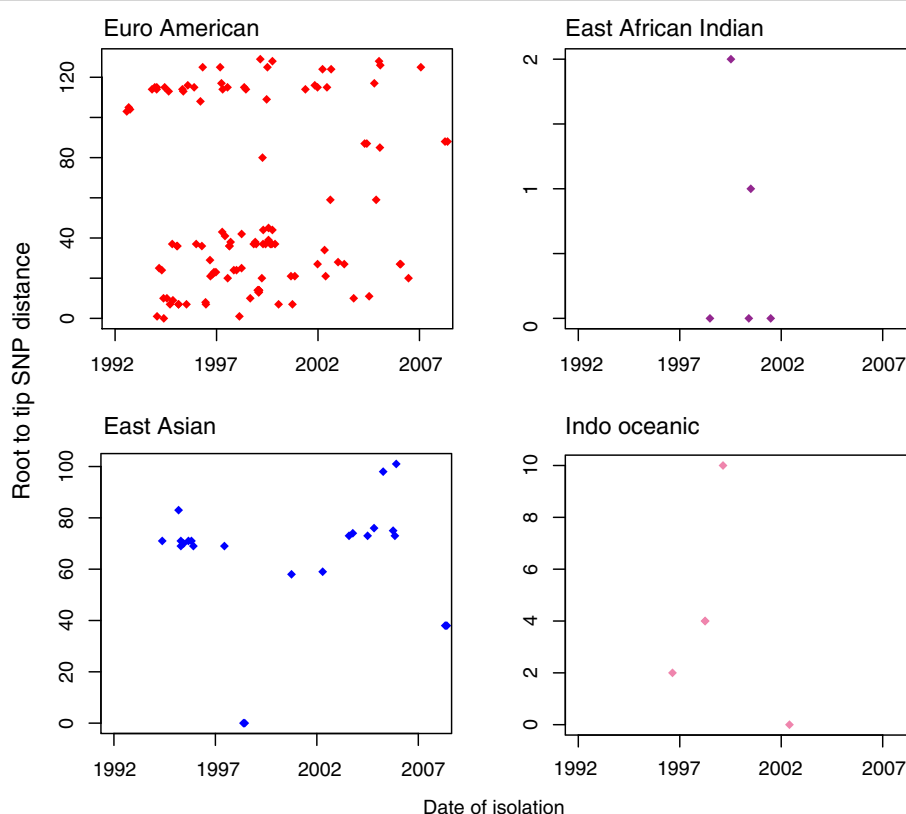 Euro American
East African Indian
0 40 80 120
1992 1997 2002 2007
0 1 2
1992 1997 2002 2007
Root to tip SNP distance
East Asian
Indo oceanic
0 20 40 60 80 100
1992 1997 2002 2007
0 2 4 6 8 10
1992 1997 2002 2007
Date of isolation